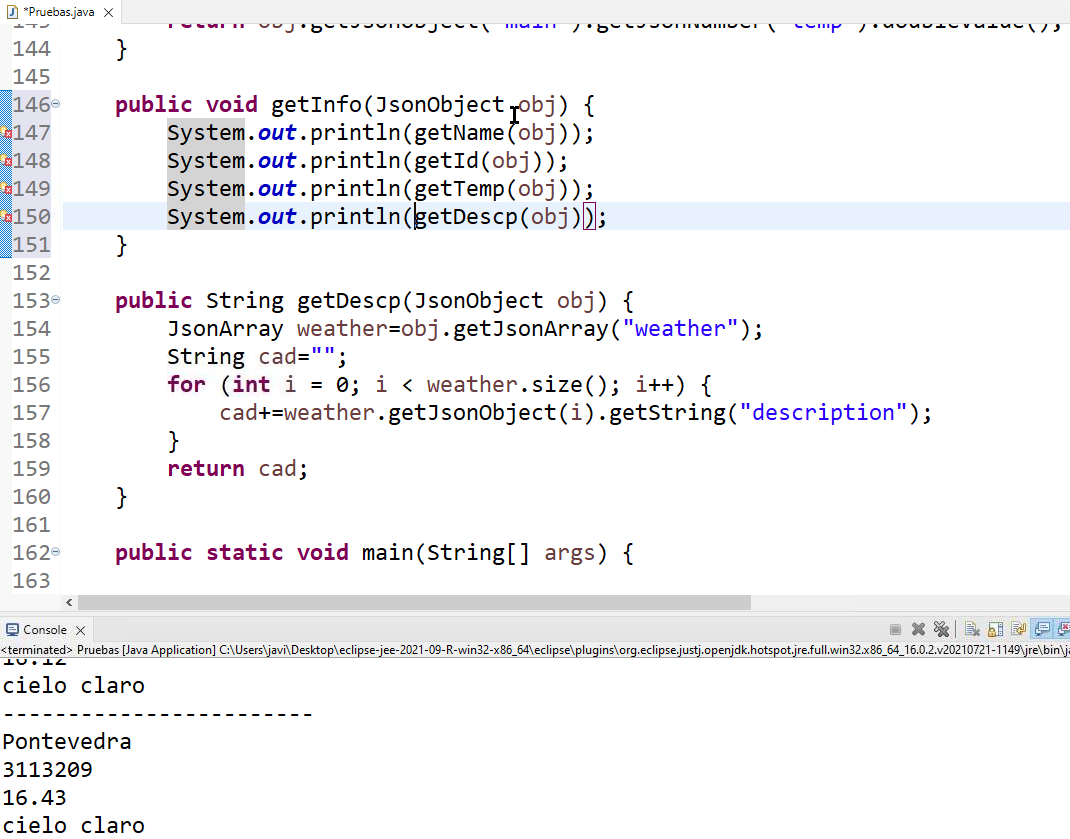 *Pruebas.java
144 }
145
146 public void getInfo(JsonObject obj) {
147 System.out.println(getName(obj));
148 System.out.println(getId(obj));
149 System.out.println(getTemp(obj));
150 System.out.println(getDescp(obj));
151 }
152
153 public String getDescp(JsonObject obj) {
154 JsonArray weather=obj.getJsonArray("weather");
155 String cad="";
156 for (int i = 0; i < weather.size(); i++) {
157 cad+=weather.getJsonObject(i).getString("description");
158 }
159 return cad;
160 }
161
162 public static void main(String[] args) {
163
Console
<terminated> Pruebas [Java Application] C:\Users\javi\Desktop\eclipse-jee-2021-09-R-win32-x86_64\eclipse\plugins\org.eclipse.justj.openjdk.hotspot.jre.full.win32.x86_64_16.0.2.v20210721-1149\jre\bin\ja
cielo claro
------------------------
Pontevedra
3113209
16.43
cielo claro